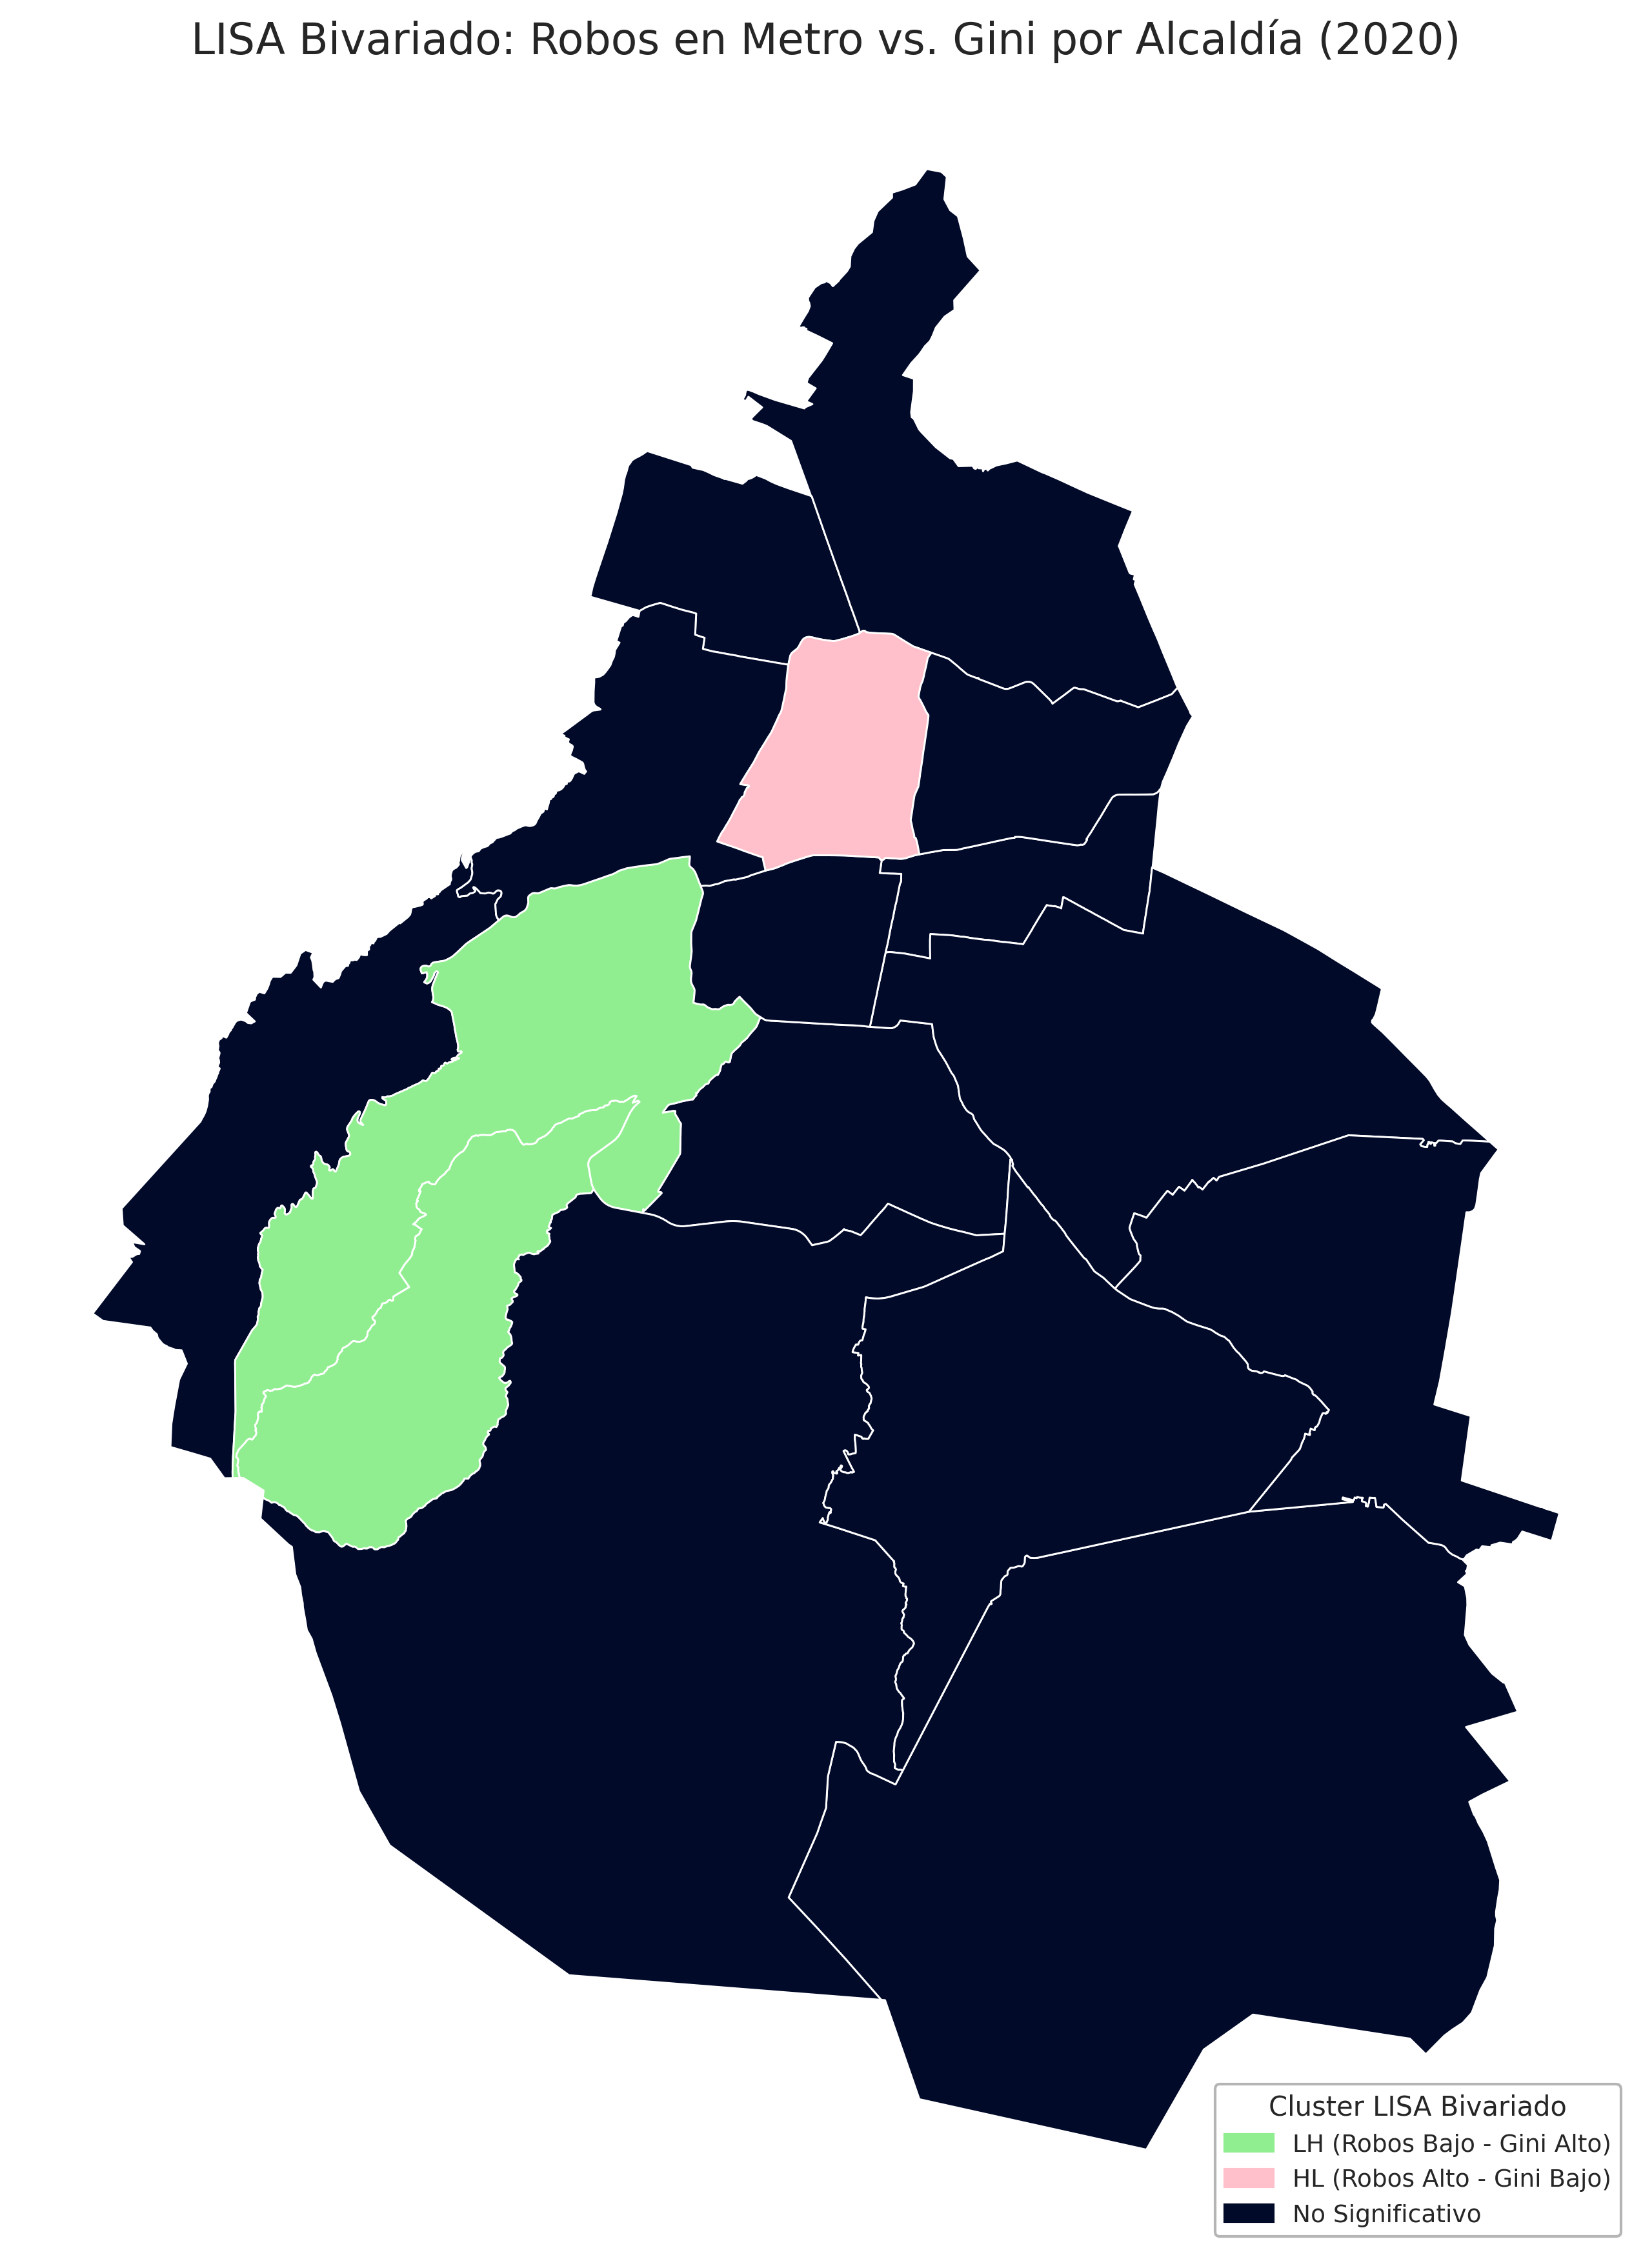 LISA Bivariado: Robos en Metro vs. Gini por Alcaldía (2020)
Cluster LISA Bivariado
LH (Robos Bajo - Gini Alto)
HL (Robos Alto - Gini Bajo)
No Significativo